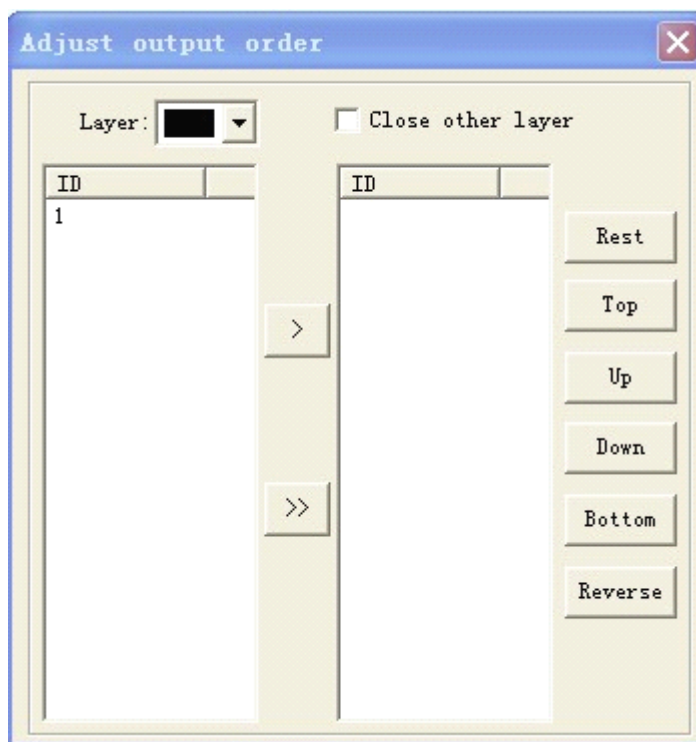 Adjust output order
Layer:
Close other layer
ID
ID
1
Rest
Top
>
Up
Down
>>
Bottom
Reverse